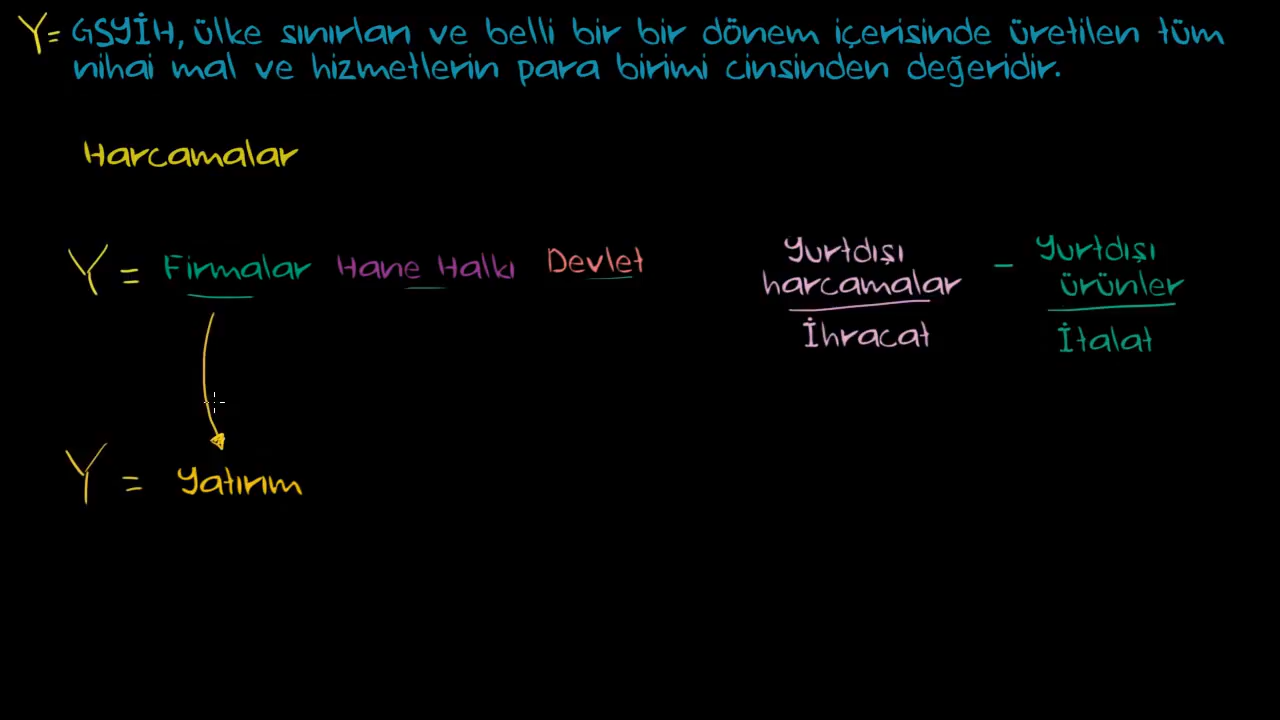 Y= GSYİH, ülke sınırları ve belli bir bir dönem içerisinde üretilen tüm
nihai mal ve hizmetlerin para birimi cinsinden değeridir.
Harcamalar
Y = Firmalar Hane Halkı Devlet Yurtdışı harcamalar - Yurtdışı ürünler
İhracat İtalat
Y = Yatırım